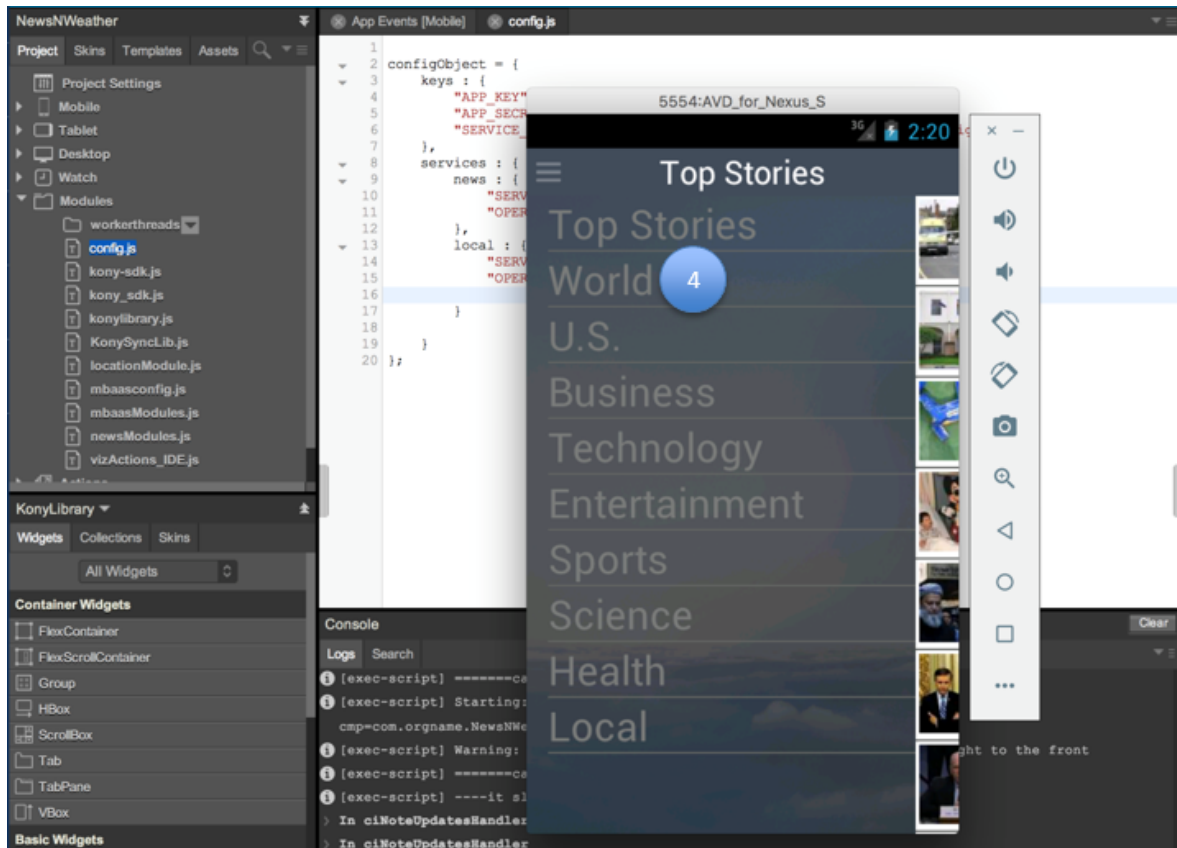 NewsNWeather
Project Skins Templates Assets
Project Settings
Mobile
Tablet
Desktop
Watch
Modules
workerthreads
config.js
kony-sdk.js
kony_sdk.js
konylibrary.js
KonySyncLib.js
locationModule.js
mbaasconfig.js
mbaasModules.js
newsModules.js
vizActions_IDE.js
KonyLibrary
Widgets Collections Skins
All Widgets
Container Widgets
FlexContainer
FlexScrollContainer
Group
HBox
ScrollBox
Tab
TabPane
VBox
Basic Widgets
App Events [Mobile] config.js
1
2 configObject = {
3 keys : {
4 "APP_KEY"
5 "APP_SECR
6 "SERVICE_
7 },
8 services : {
9 news : {
10 "SERV
11 "OPER
12 },
13 local : {
14 "SERV
15 "OPER
16
17 }
18
19 }
20 };
5554:AVD_for_Nexus_S
3G 2:20
Top Stories
Top Stories
World 4
U.S.
Business
Technology
Entertainment
Sports
Science
Health
Local
Console Clear
Logs Search
[exec-script] =======ca
[exec-script] Starting:
cmp=com.orgname.NewsNWe
[exec-script] Warning: ght to the front
[exec-script] =======ca
[exec-script] ----it sl
In ciNoteUpdatesHandler
In ciNoteUpdatesHandler